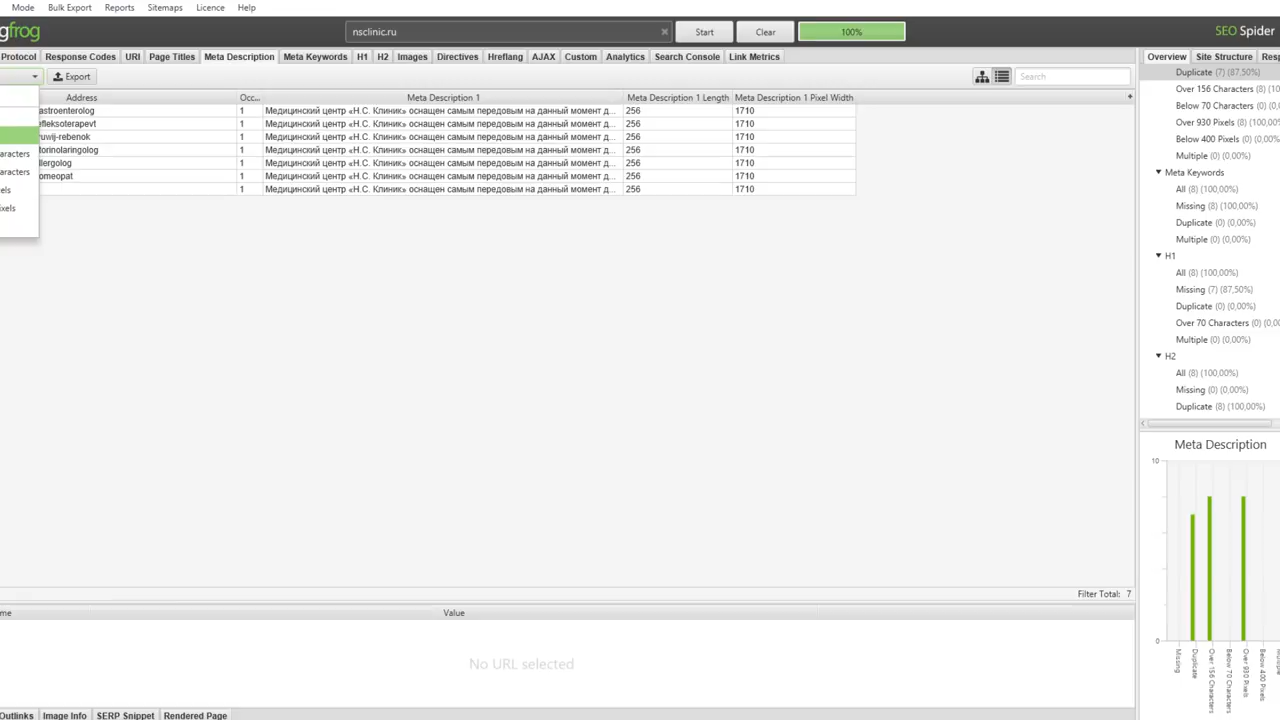 Mode Bulk Export Reports Sitemaps Licence Help
gfrog nsclinic.ru Start Clear 100% SEO Spider
Protocol Response Codes URI Page Titles Meta Description Meta Keywords H1 H2 Images Directives Hreflang AJAX Custom Analytics Search Console Link Metrics
Export Search
Address Occ... Meta Description 1 Meta Description 1 Length Meta Description 1 Pixel Width
astroenterolog 1 Медицинский центр «Н.С. Клиник» оснащен самым передовым на данный момент д... 256 1710
efleksoterapevt 1 Медицинский центр «Н.С. Клиник» оснащен самым передовым на данный момент д... 256 1710
ruwij-rebenok 1 Медицинский центр «Н.С. Клиник» оснащен самым передовым на данный момент д... 256 1710
torinolaringolog 1 Медицинский центр «Н.С. Клиник» оснащен самым передовым на данный момент д... 256 1710
llergolog 1 Медицинский центр «Н.С. Клиник» оснащен самым передовым на данный момент д... 256 1710
omeopat 1 Медицинский центр «Н.С. Клиник» оснащен самым передовым на данный момент д... 256 1710
1 Медицинский центр «Н.С. Клиник» оснащен самым передовым на данный момент д... 256 1710
aracters
aracters
els
ixels
Filter Total: 7
me Value
No URL selected
Outlinks Image Info SERP Snippet Rendered Page
Overview Site Structure Resp
Duplicate (7) (87,50%)
Over 156 Characters (8) (10
Below 70 Characters (0) (0,
Over 930 Pixels (8) (100,00
Below 400 Pixels (0) (0,00%
Multiple (0) (0,00%)
Meta Keywords
All (8) (100,00%)
Missing (8) (100,00%)
Duplicate (0) (0,00%)
Multiple (0) (0,00%)
H1
All (8) (100,00%)
Missing (7) (87,50%)
Duplicate (0) (0,00%)
Over 70 Characters (0) (0,0
Multiple (0) (0,00%)
H2
All (8) (100,00%)
Missing (0) (0,00%)
Duplicate (8) (100,00%)
Meta Description
10
0
Missing
Duplicate
Over 156 Characters
Below 70 Characters
Over 930 Pixels
Below 400 Pixels
Multiple